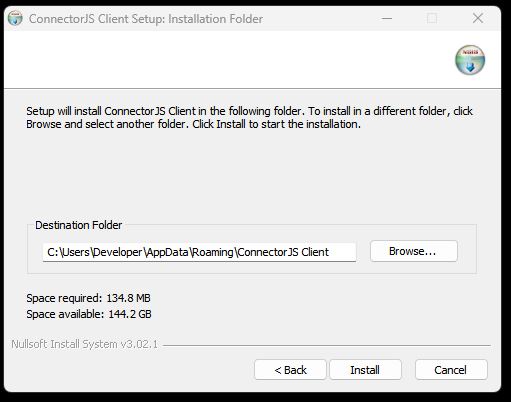 ConnectorJS Client Setup: Installation Folder
Setup will install ConnectorJS Client in the following folder. To install in a different folder, click
Browse and select another folder. Click Install to start the installation.
Destination Folder
C:\Users\Developer\AppData\Roaming\ConnectorJS Client
Browse...
Space required: 134.8 MB
Space available: 144.2 GB
Nullsoft Install System v3.02.1
< Back
Install
Cancel